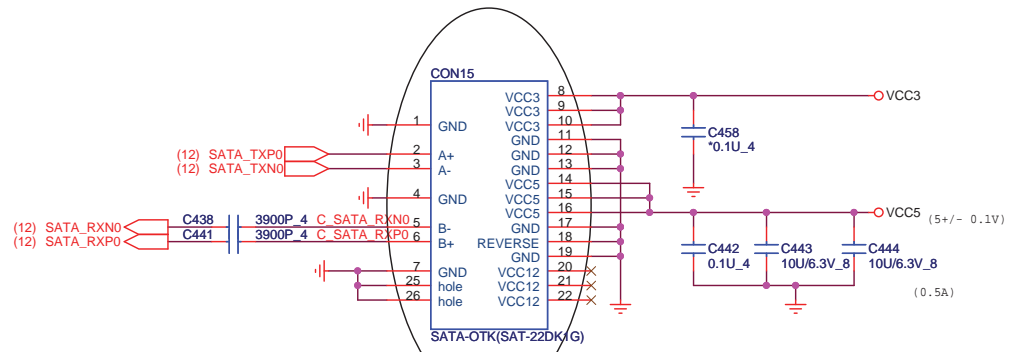 CON15
8
VCC3
VCC3
9
VCC3
10
VCC3
11
GND
1
GND
12
GND
13
GND
14
VCC5
15
VCC5
16
VCC5
17
GND
18
REVERSE
19
GND
20
VCC12
21
VCC12
22
VCC12
C458
*0.1U_4
(12) SATA_TXP0
2
A+
(12) SATA_TXN0
3
A-
4
GND
(12) SATA_RXN0
C438
3900P_4
C_SATA_RXN0
5
B-
(12) SATA_RXP0
C441
3900P_4
C_SATA_RXP0
6
B+
7
GND
25
hole
26
hole
VCC5
(5+/- 0.1V)
C442
0.1U_4
C443
10U/6.3V_8
C444
10U/6.3V_8
(0.5A)
SATA-OTK(SAT-22DK1G)